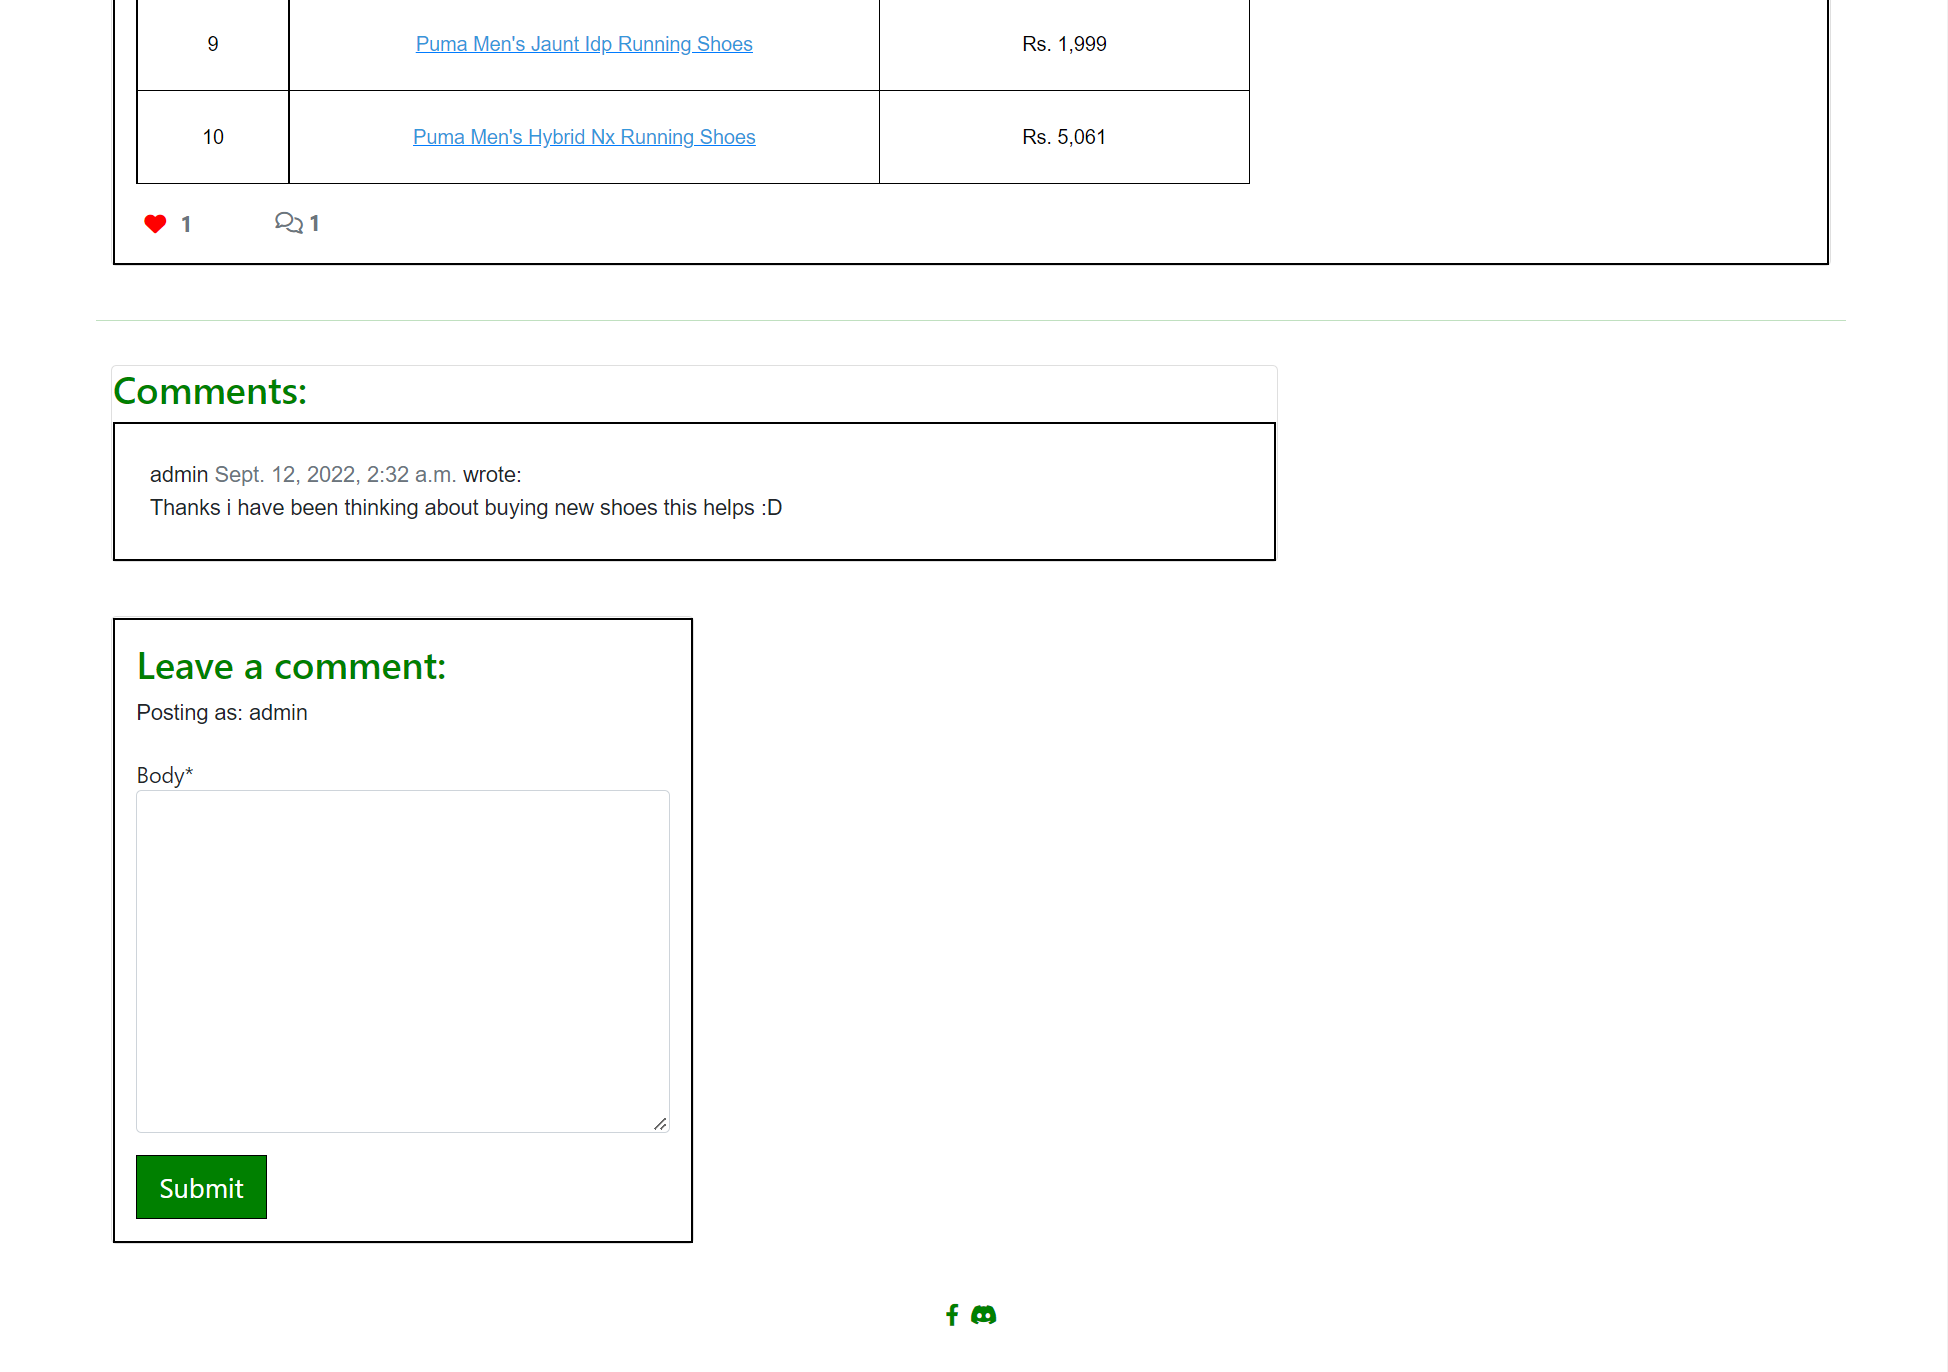 9 Puma Men's Jaunt Idp Running Shoes Rs. 1,999
10 Puma Men's Hybrid Nx Running Shoes Rs. 5,061
1 1
Comments:
admin Sept. 12, 2022, 2:32 a.m. wrote:
Thanks i have been thinking about buying new shoes this helps :D
Leave a comment:
Posting as: admin
Body*
Submit